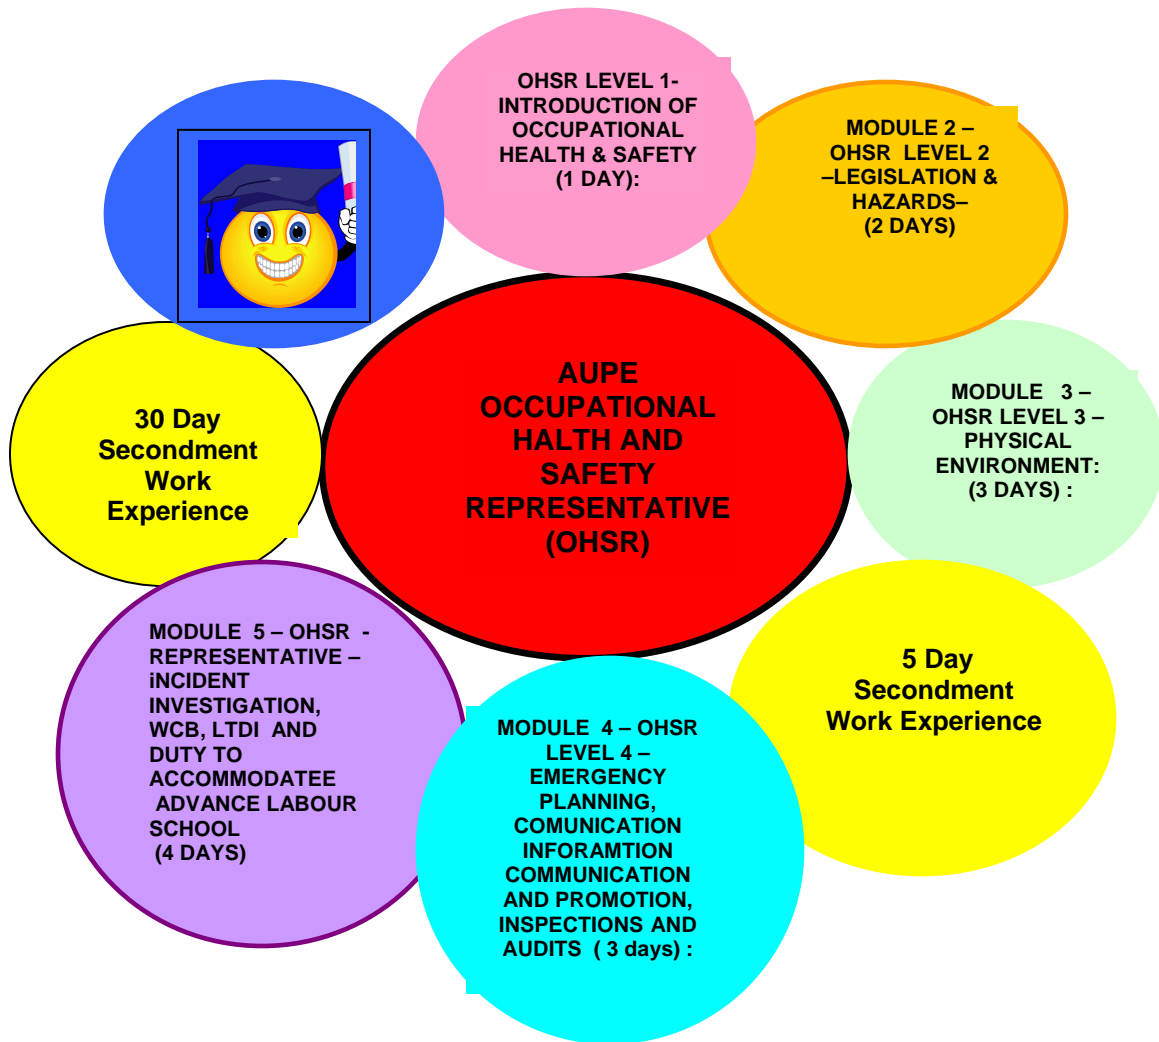 OHSR LEVEL 1-
INTRODUCTION OF
OCCUPATIONAL
HEALTH & SAFETY
(1 DAY):
MODULE 2 –
OHSR LEVEL 2
–LEGISLATION &
HAZARDS–
(2 DAYS)
AUPE
OCCUPATIONAL
HALTH AND
SAFETY
REPRESENTATIVE
(OHSR)
MODULE 3 –
OHSR LEVEL 3 –
PHYSICAL
ENVIRONMENT:
(3 DAYS) :
5 Day
Secondment
Work Experience
MODULE 4 – OHSR
LEVEL 4 –
EMERGENCY
PLANNING,
COMUNICATION
INFORAMTION
COMMUNICATION
AND PROMOTION,
INSPECTIONS AND
AUDITS ( 3 days) :
MODULE 5 – OHSR -
REPRESENTATIVE –
iNCIDENT
INVESTIGATION,
WCB, LTDI AND
DUTY TO
ACCOMMODATEE
ADVANCE LABOUR
SCHOOL
(4 DAYS)
30 Day
Secondment
Work
Experience